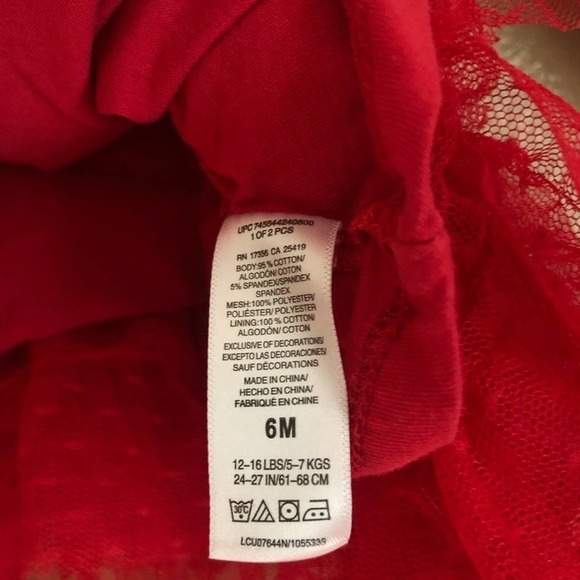 UPC 745544240800
1 OF 2 PCS
RN 17356 CA 25419
BODY:95% COTTON/
ALGODÓN/COTON
5% SPANDEX/SPANDEX/
SPANDEX
MESH:100% POLYESTER/
POLIÉSTER/ POLYESTER
LINING:100% COTTON/
ALGODÓN/ COTON
EXCLUSIVE OF DECORATIONS/
EXCEPTO LAS DECORACIONES/
SAUF DÉCORATIONS
MADE IN CHINA/
HECHO EN CHINA/
FABRIQUÉ EN CHINE
6M
12–16 LBS/5–7 KGS
24–27 IN/61–68 CM
30°C
LCU07644N/1055339